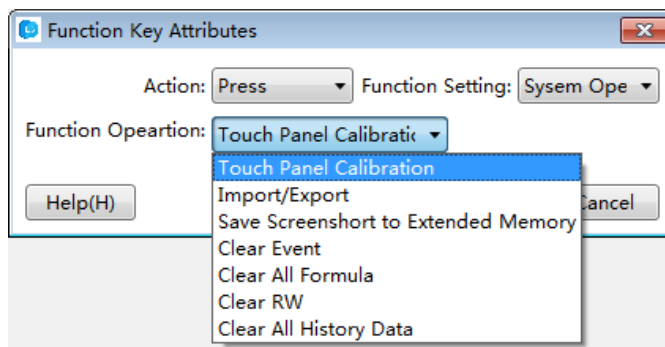 Function Key Attributes
Action: Press Function Setting: Sysem Ope
Function Opeartion: Touch Panel Calibratic
Touch Panel Calibration
Import/Export
Help(H) Cancel
Save Screenshort to Extended Memory
Clear Event
Clear All Formula
Clear RW
Clear All History Data